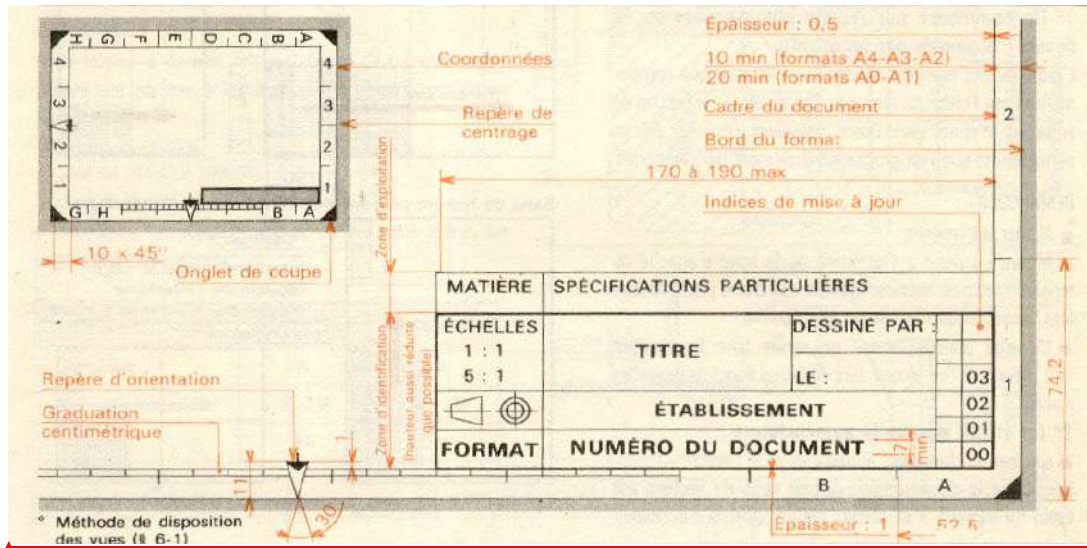 H G F E D C B A
4
3
2
1
4
3
2
1
G H B A
10 x 45°
Onglet de coupe
Coordonnées
Repère de
centrage
Épaisseur : 0,5
10 min (formats A4-A3-A2)
20 min (formats A0-A1)
Cadre du document
Bord du format
170 à 190 max
Indices de mise à jour
2
Zone d'exploitation
Zone d'identification
(hauteur aussi réduite
que possible)
MATIÈRE SPÉCIFICATIONS PARTICULIÈRES
ÉCHELLES
1 : 1
5 : 1
TITRE
DESSINÉ PAR :
LE :
03
02
01
00
1
74,2
ÉTABLISSEMENT
FORMAT
NUMÉRO DU DOCUMENT
7
min
Repère d'orientation
Graduation
centimétrique
1
11
30
B A
Épaisseur : 1
52,5
° Méthode de disposition
des vues (§ 6-1)